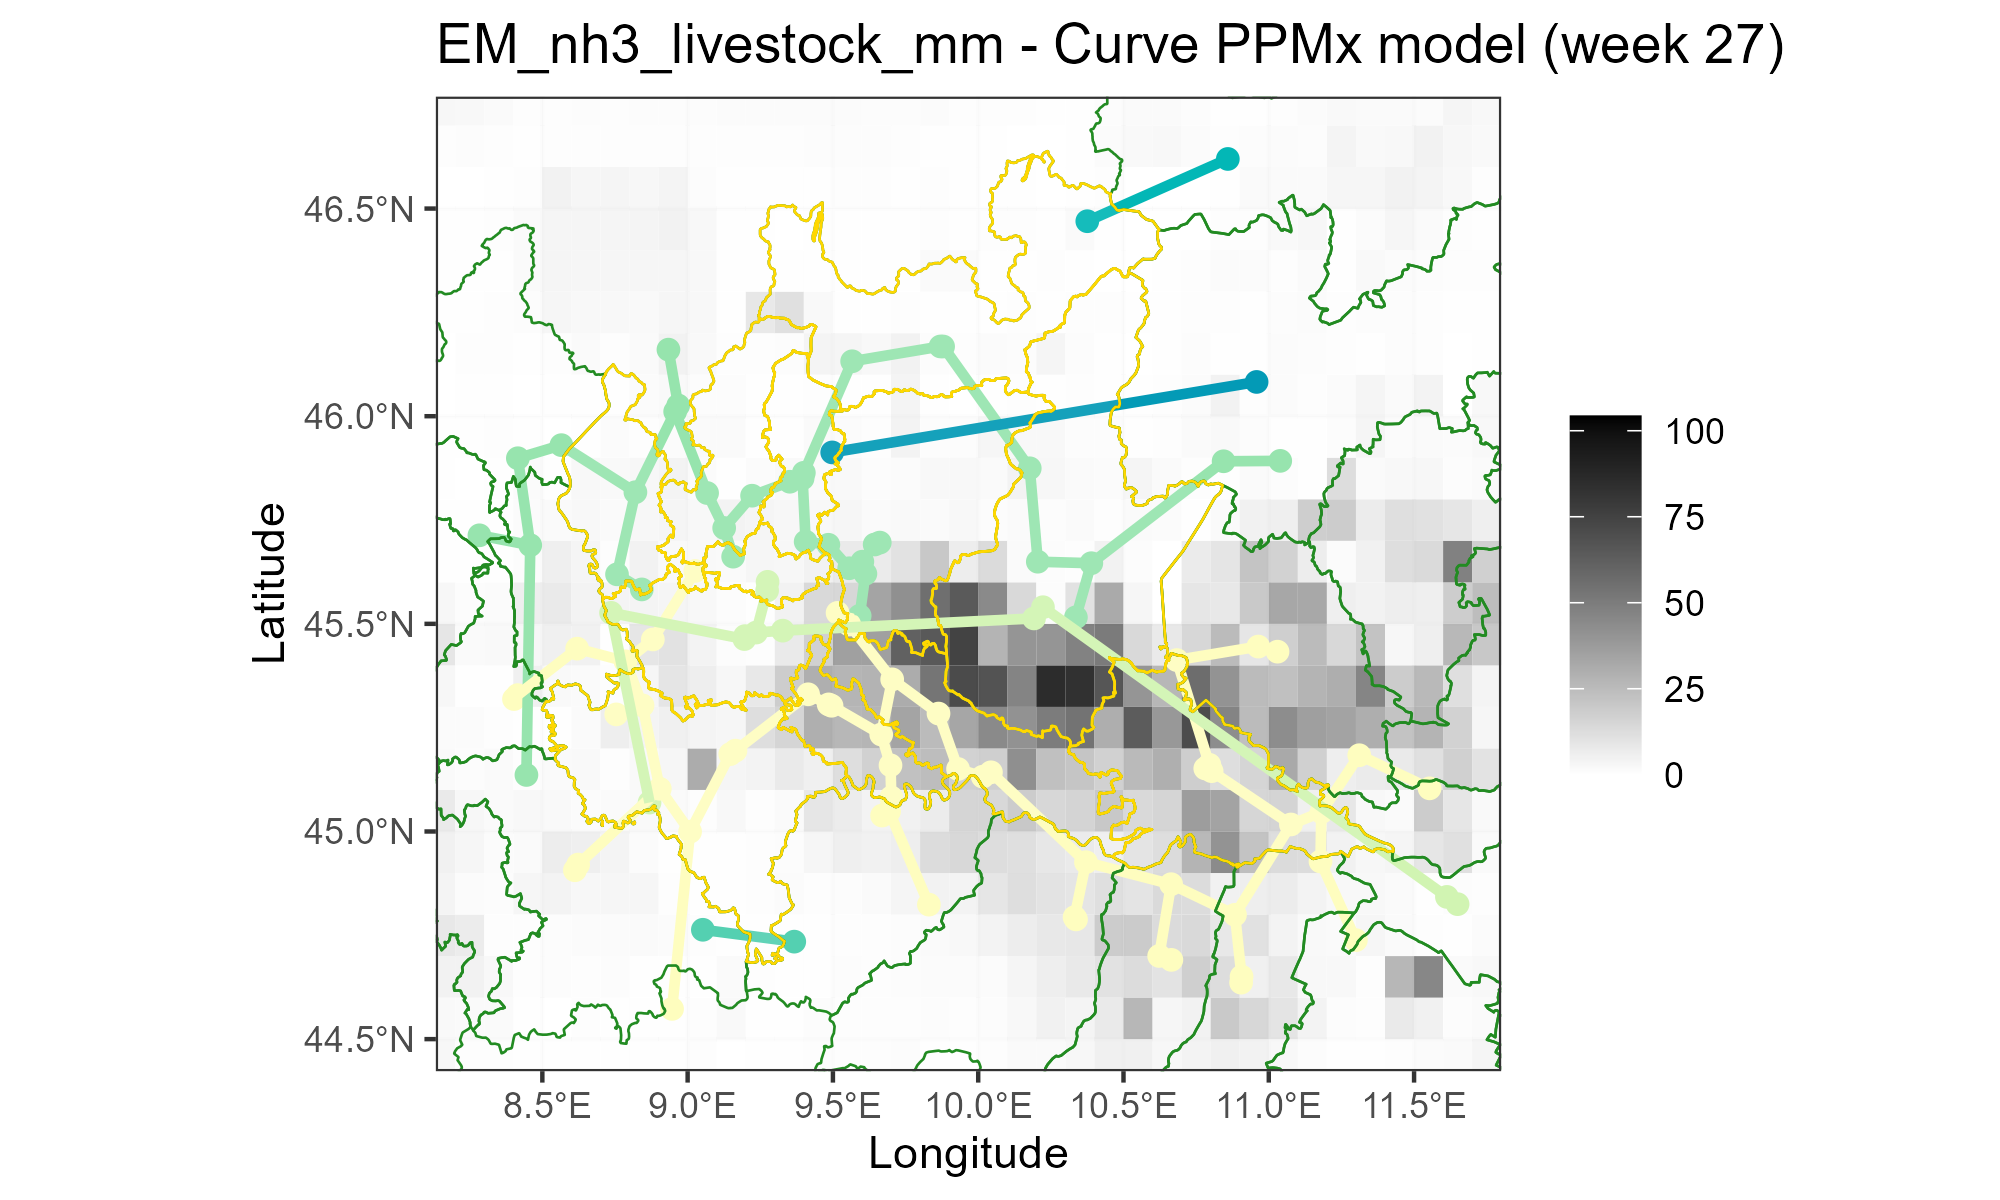 EM_nh3_livestock_mm - Curve PPMx model (week 27)
46.5°N
46.0°N
45.5°N
45.0°N
44.5°N
Latitude
8.5°E 9.0°E 9.5°E 10.0°E 10.5°E 11.0°E 11.5°E
Longitude
100
75
50
25
0